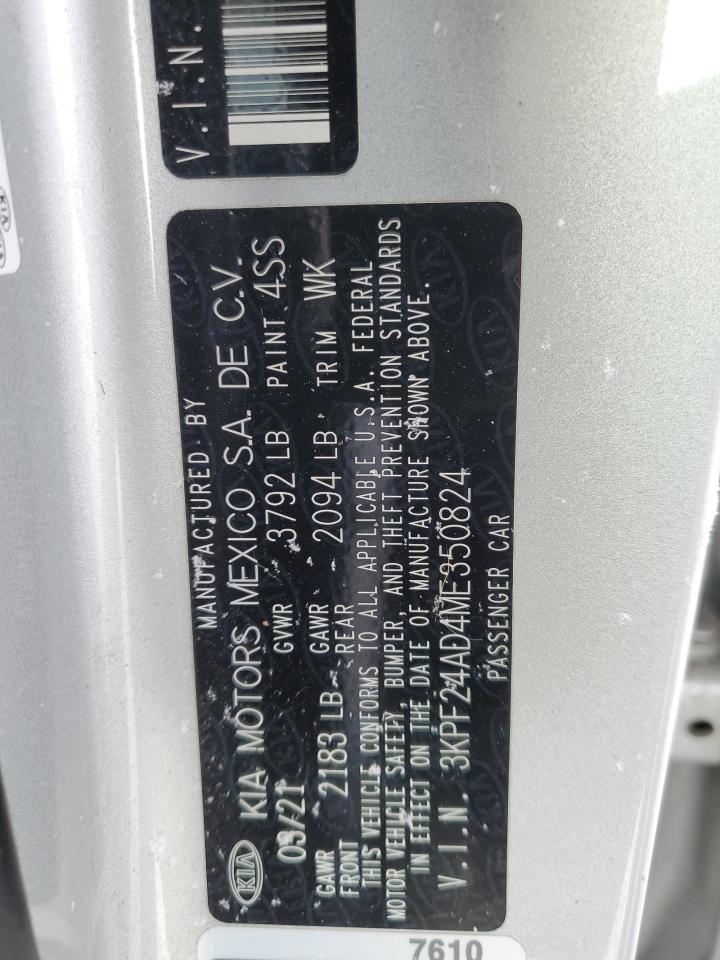 V.I.N.
MANUFACTURED BY
KIA KIA MOTORS MEXICO S.A. DE C.V.
03/21 GVWR 3792 LB PAINT 4SS
GAWR FRONT 2183 LB GAWR REAR 2094 LB TRIM WK
THIS VEHICLE CONFORMS TO ALL APPLICABLE U.S.A. FEDERAL
MOTOR VEHICLE SAFETY, BUMPER, AND THEFT PREVENTION STANDARDS
IN EFFECT ON THE DATE OF MANUFACTURE SHOWN ABOVE.
V.I.N. 3KPF24AD4ME350824
PASSENGER CAR
7610
KIA